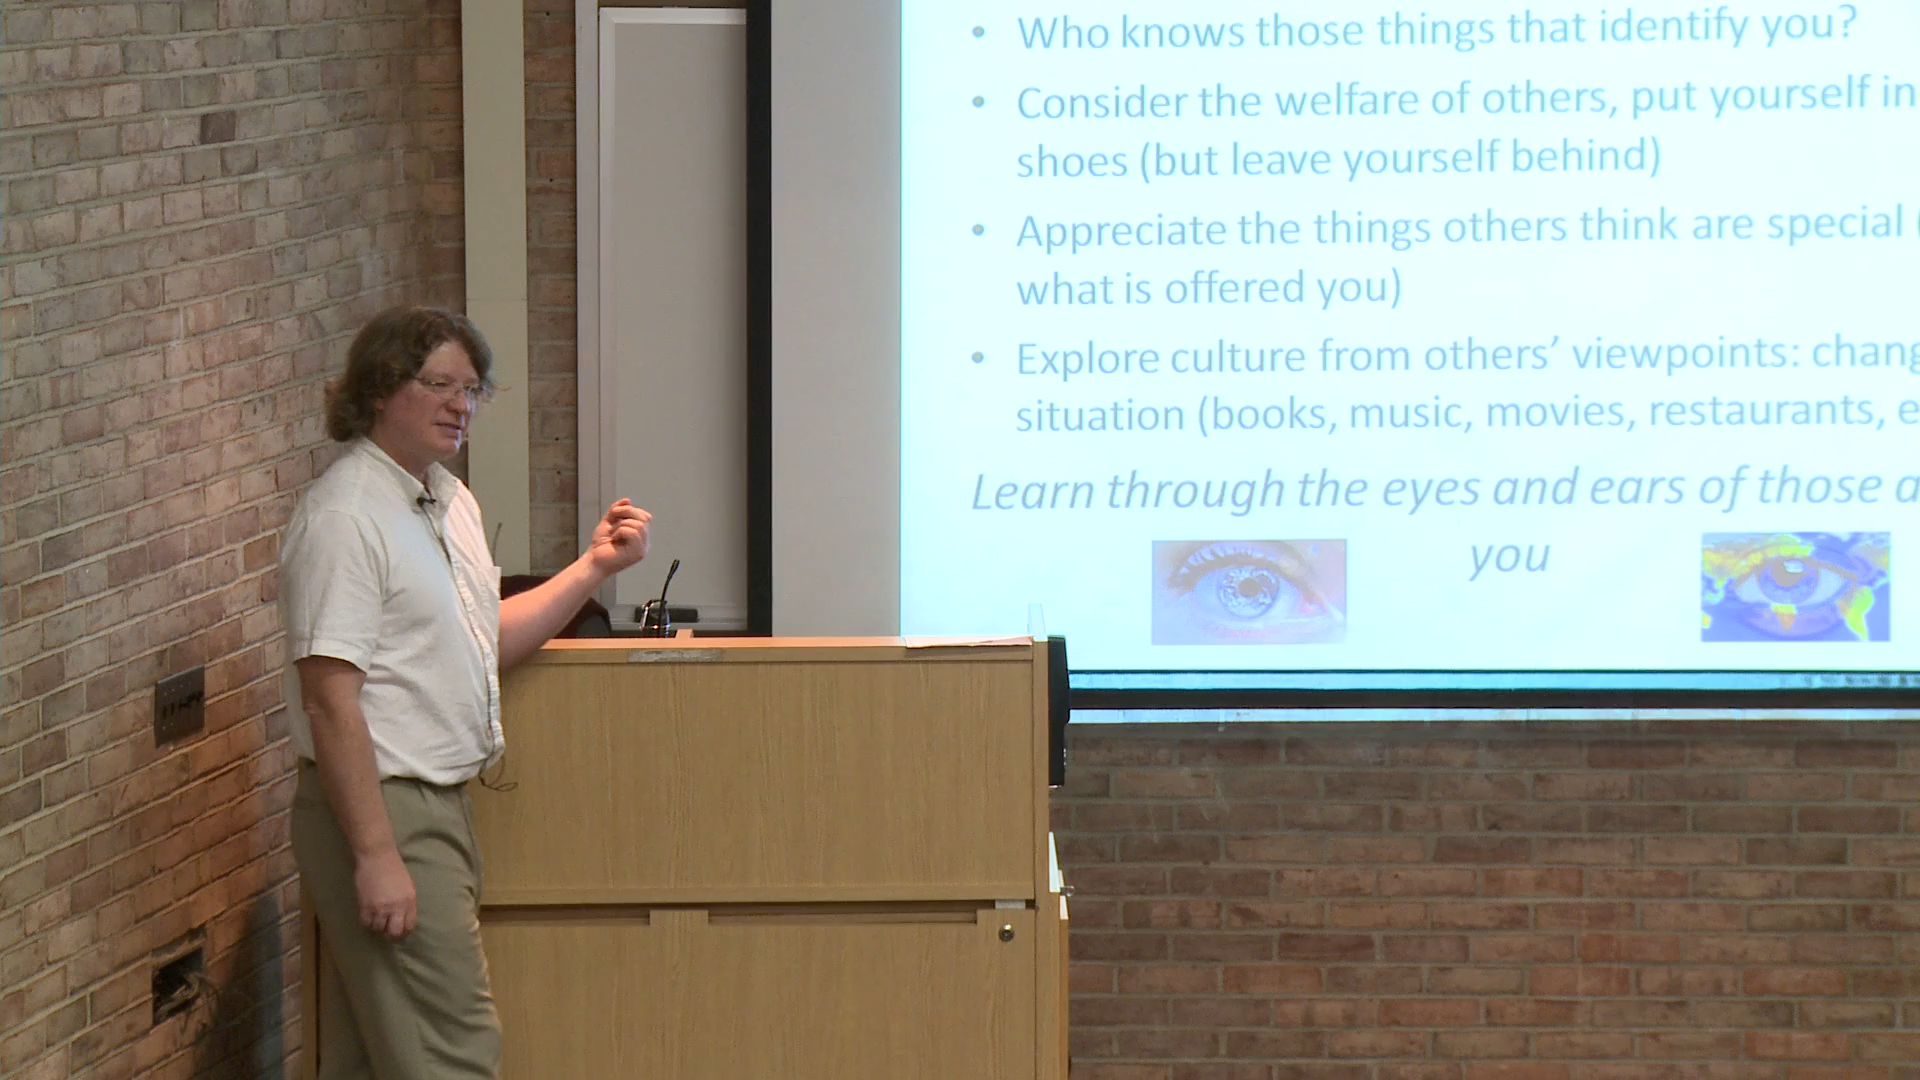 • Who knows those things that identify you?
• Consider the welfare of others, put yourself in
shoes (but leave yourself behind)
• Appreciate the things others think are special (
what is offered you)
• Explore culture from others’ viewpoints: chang
situation (books, music, movies, restaurants, e
Learn through the eyes and ears of those a
you